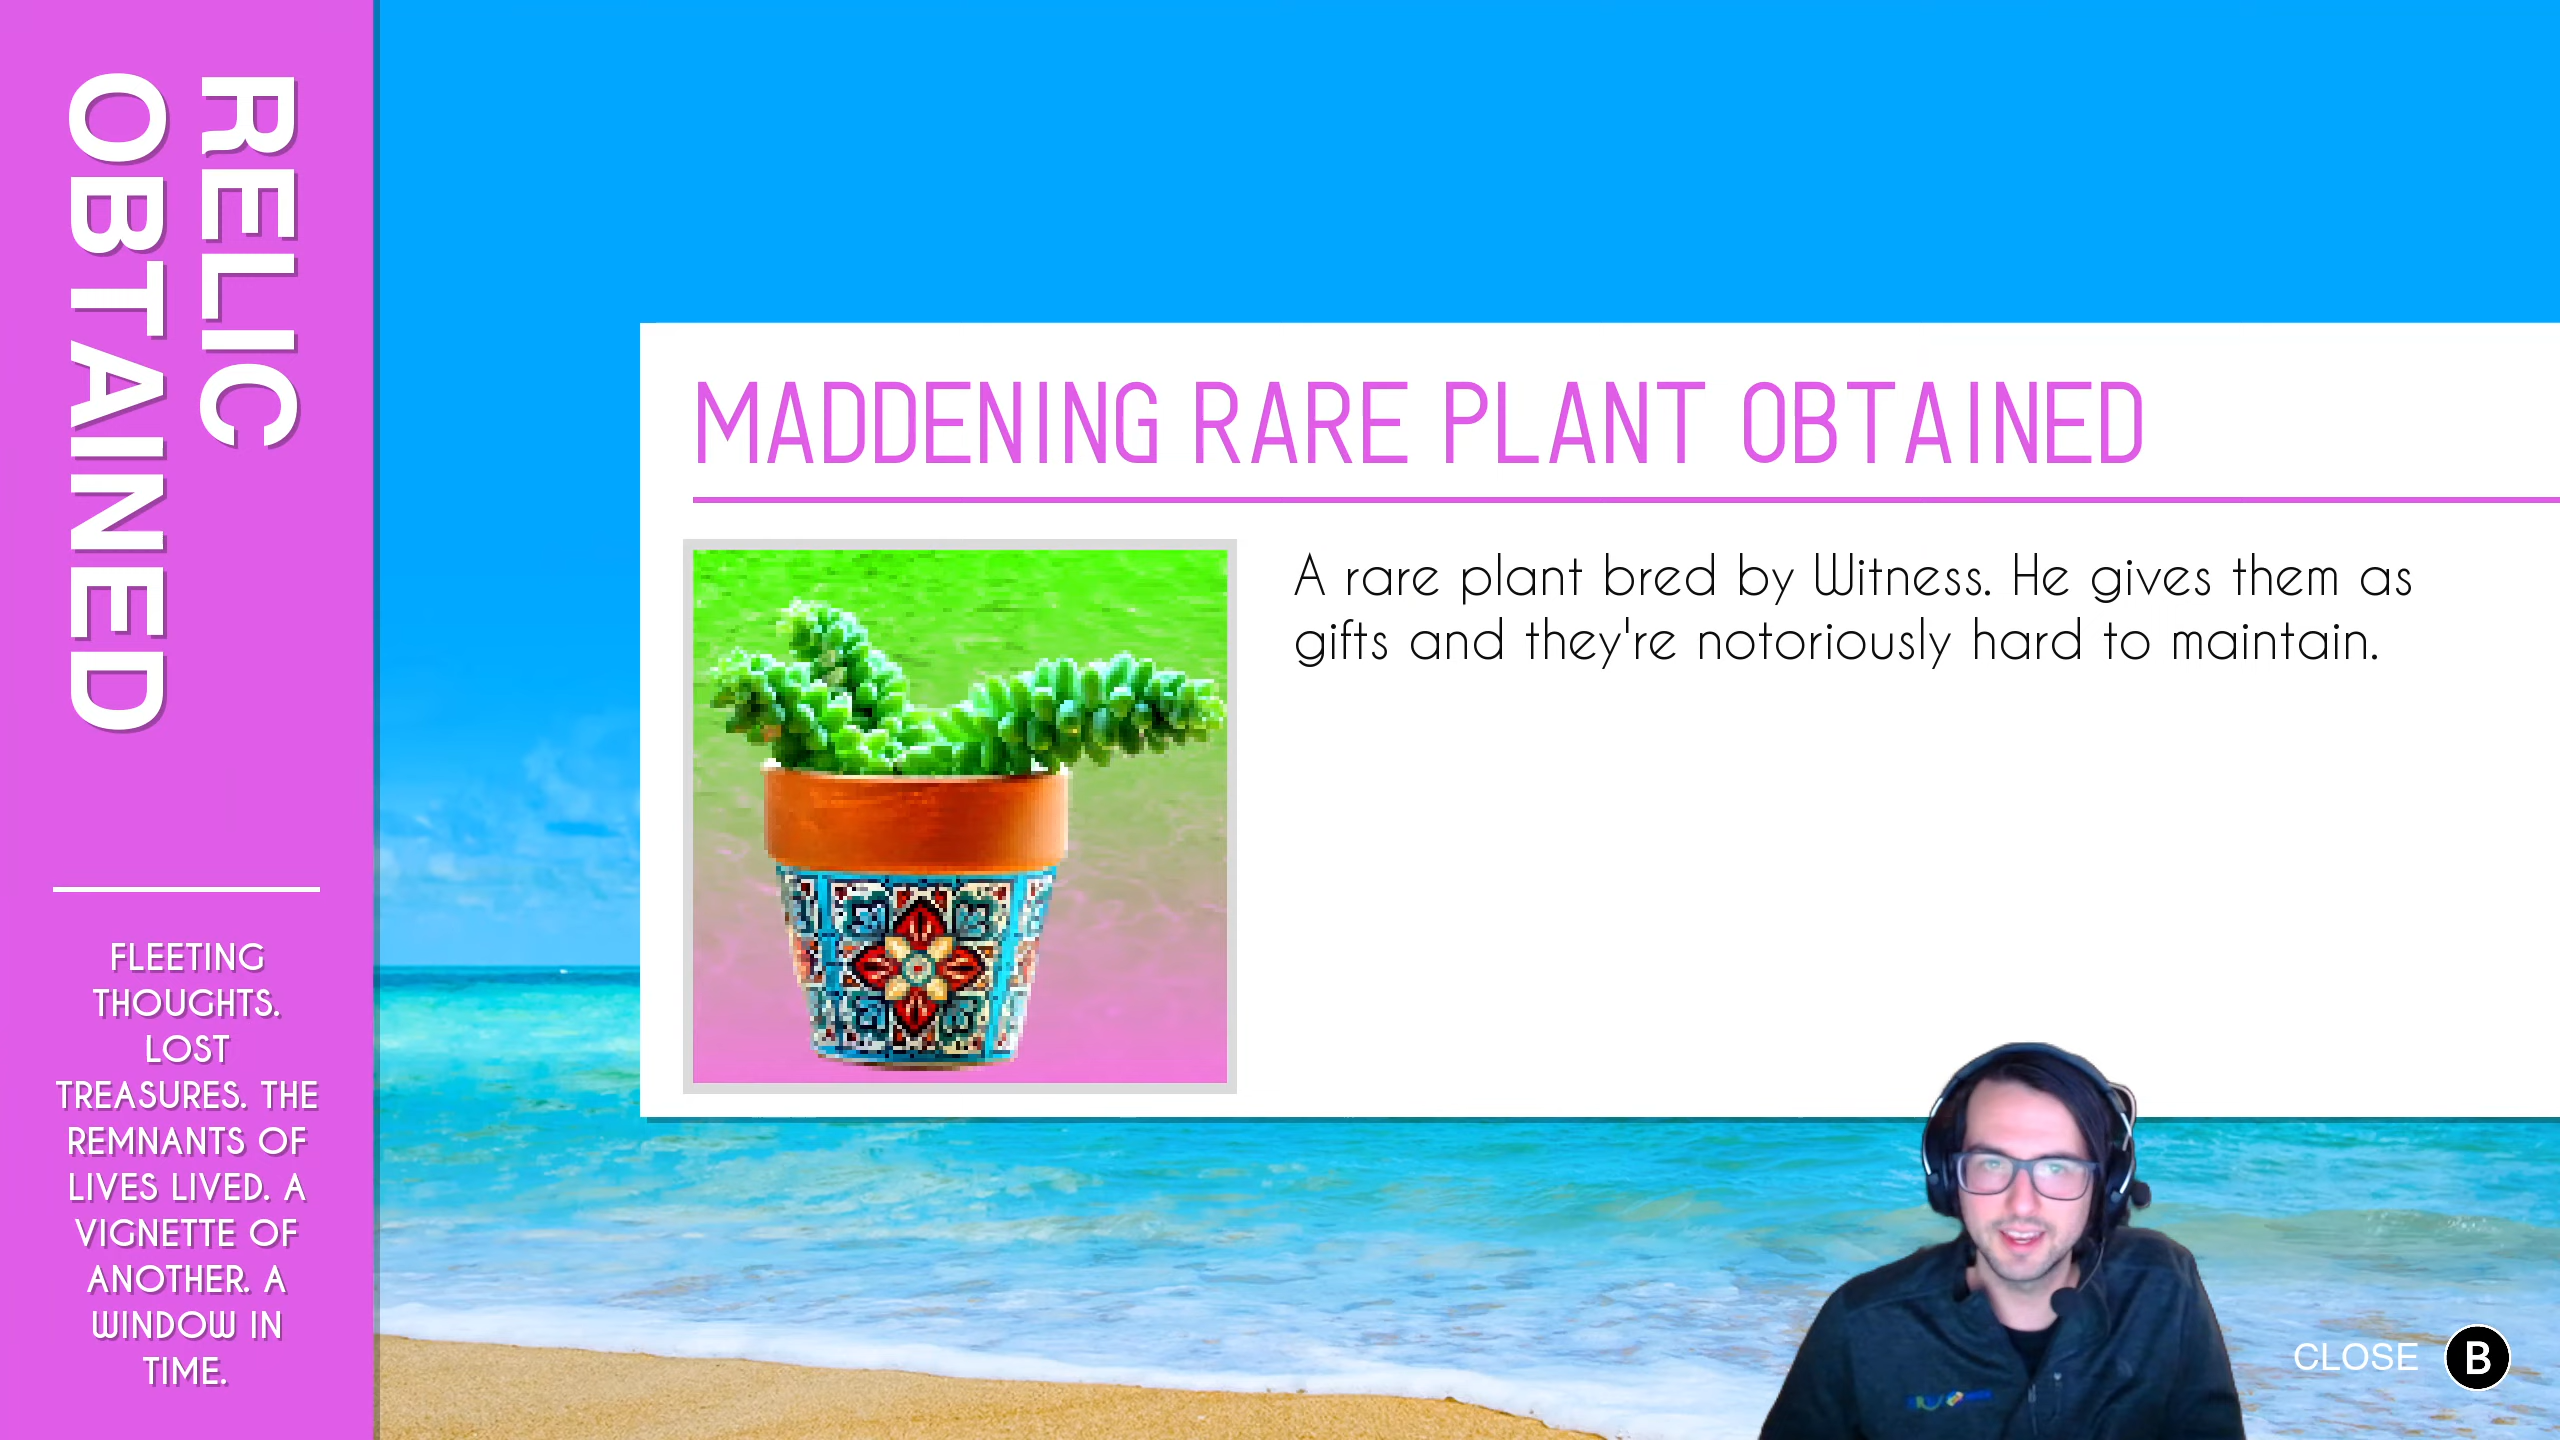 RELIC
OBTAINED
FLEETING
THOUGHTS.
LOST
TREASURES. THE
REMNANTS OF
LIVES LIVED. A
VIGNETTE OF
ANOTHER. A
WINDOW IN
TIME.
MADDENING RARE PLANT OBTAINED
A rare plant bred by Witness. He gives them as
gifts and they're notoriously hard to maintain.
CLOSE B